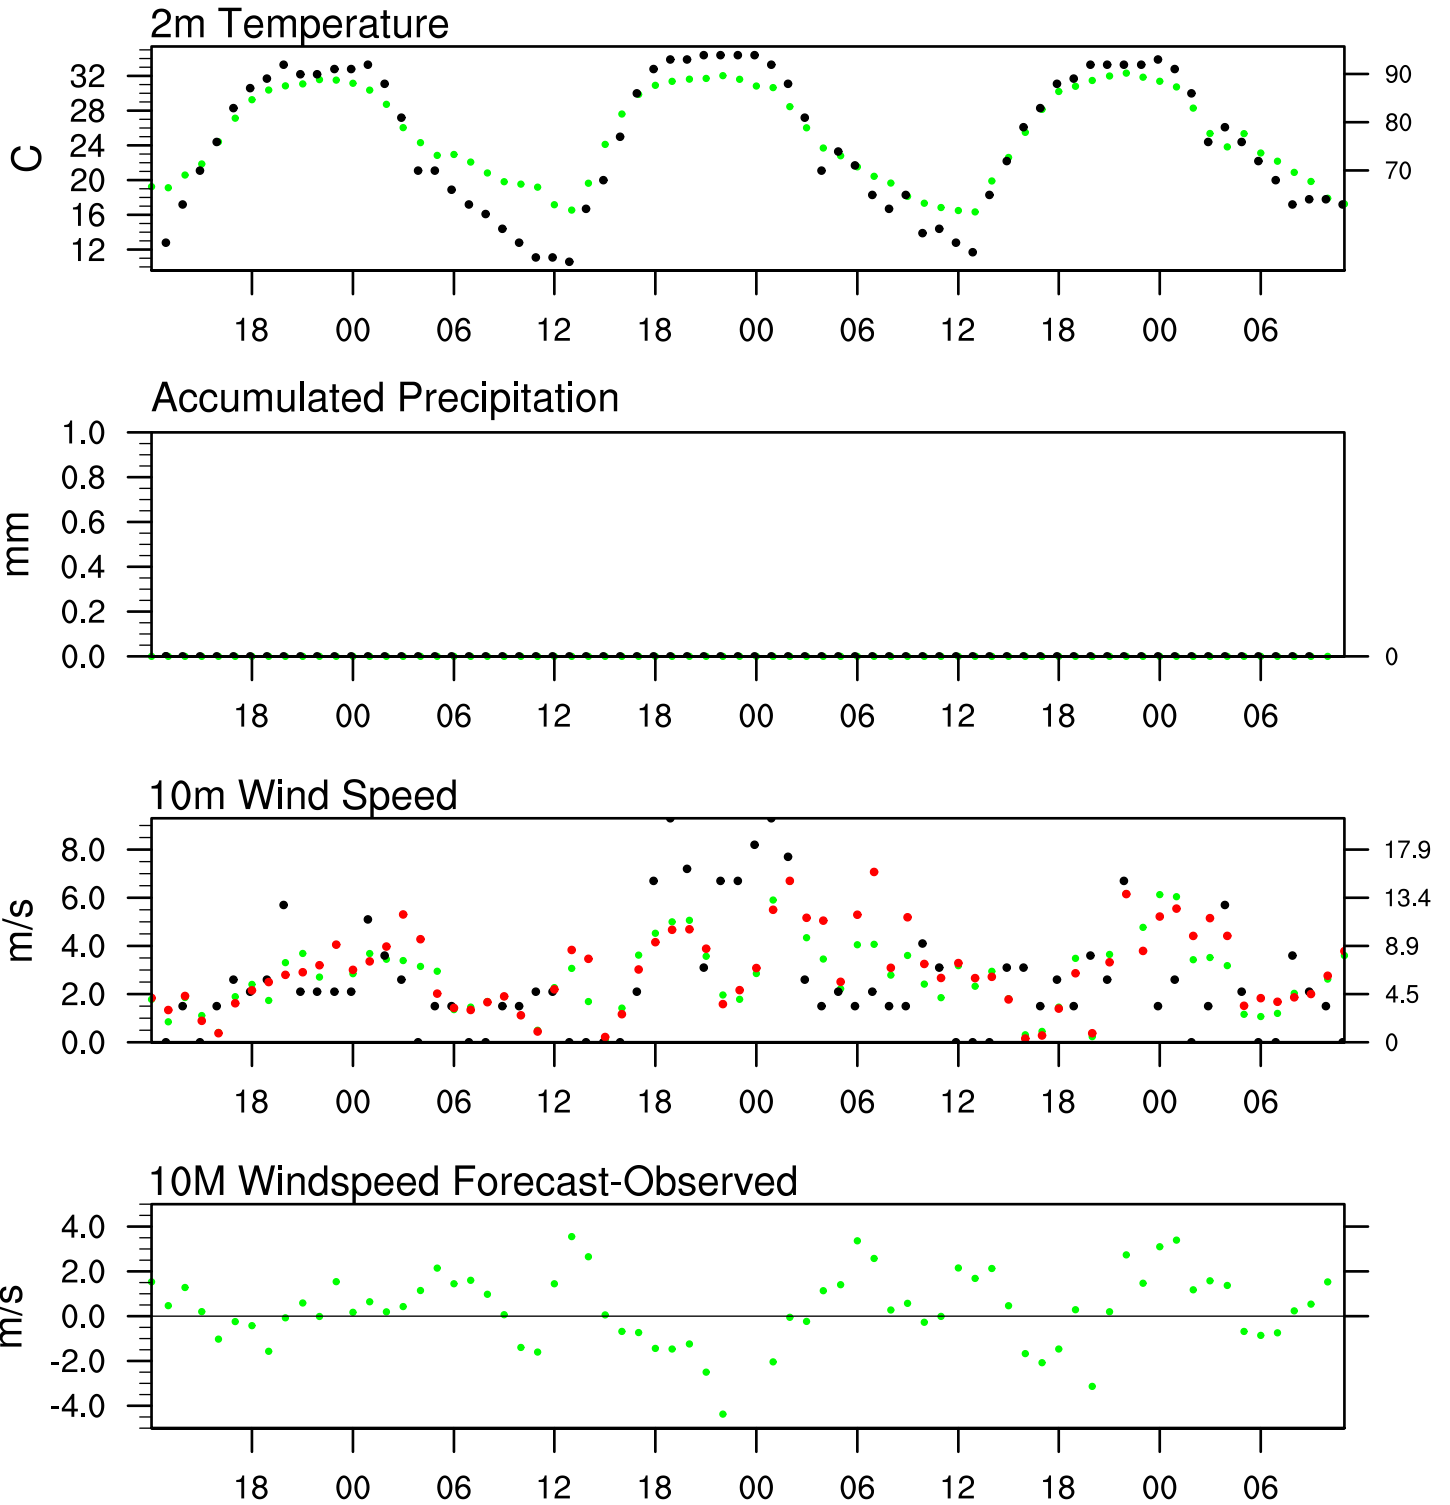 2m Temperature
32
28
24
20
16
12
C
90
80
70
18 00 06 12 18 00 06 12 18 00 06
Accumulated Precipitation
1.0
0.8
0.6
0.4
0.2
0.0
mm
0
18 00 06 12 18 00 06 12 18 00 06
10m Wind Speed
8.0
6.0
4.0
2.0
0.0
m/s
17.9
13.4
8.9
4.5
0
18 00 06 12 18 00 06 12 18 00 06
10M Windspeed Forecast-Observed
4.0
2.0
0.0
-2.0
-4.0
m/s
18 00 06 12 18 00 06 12 18 00 06